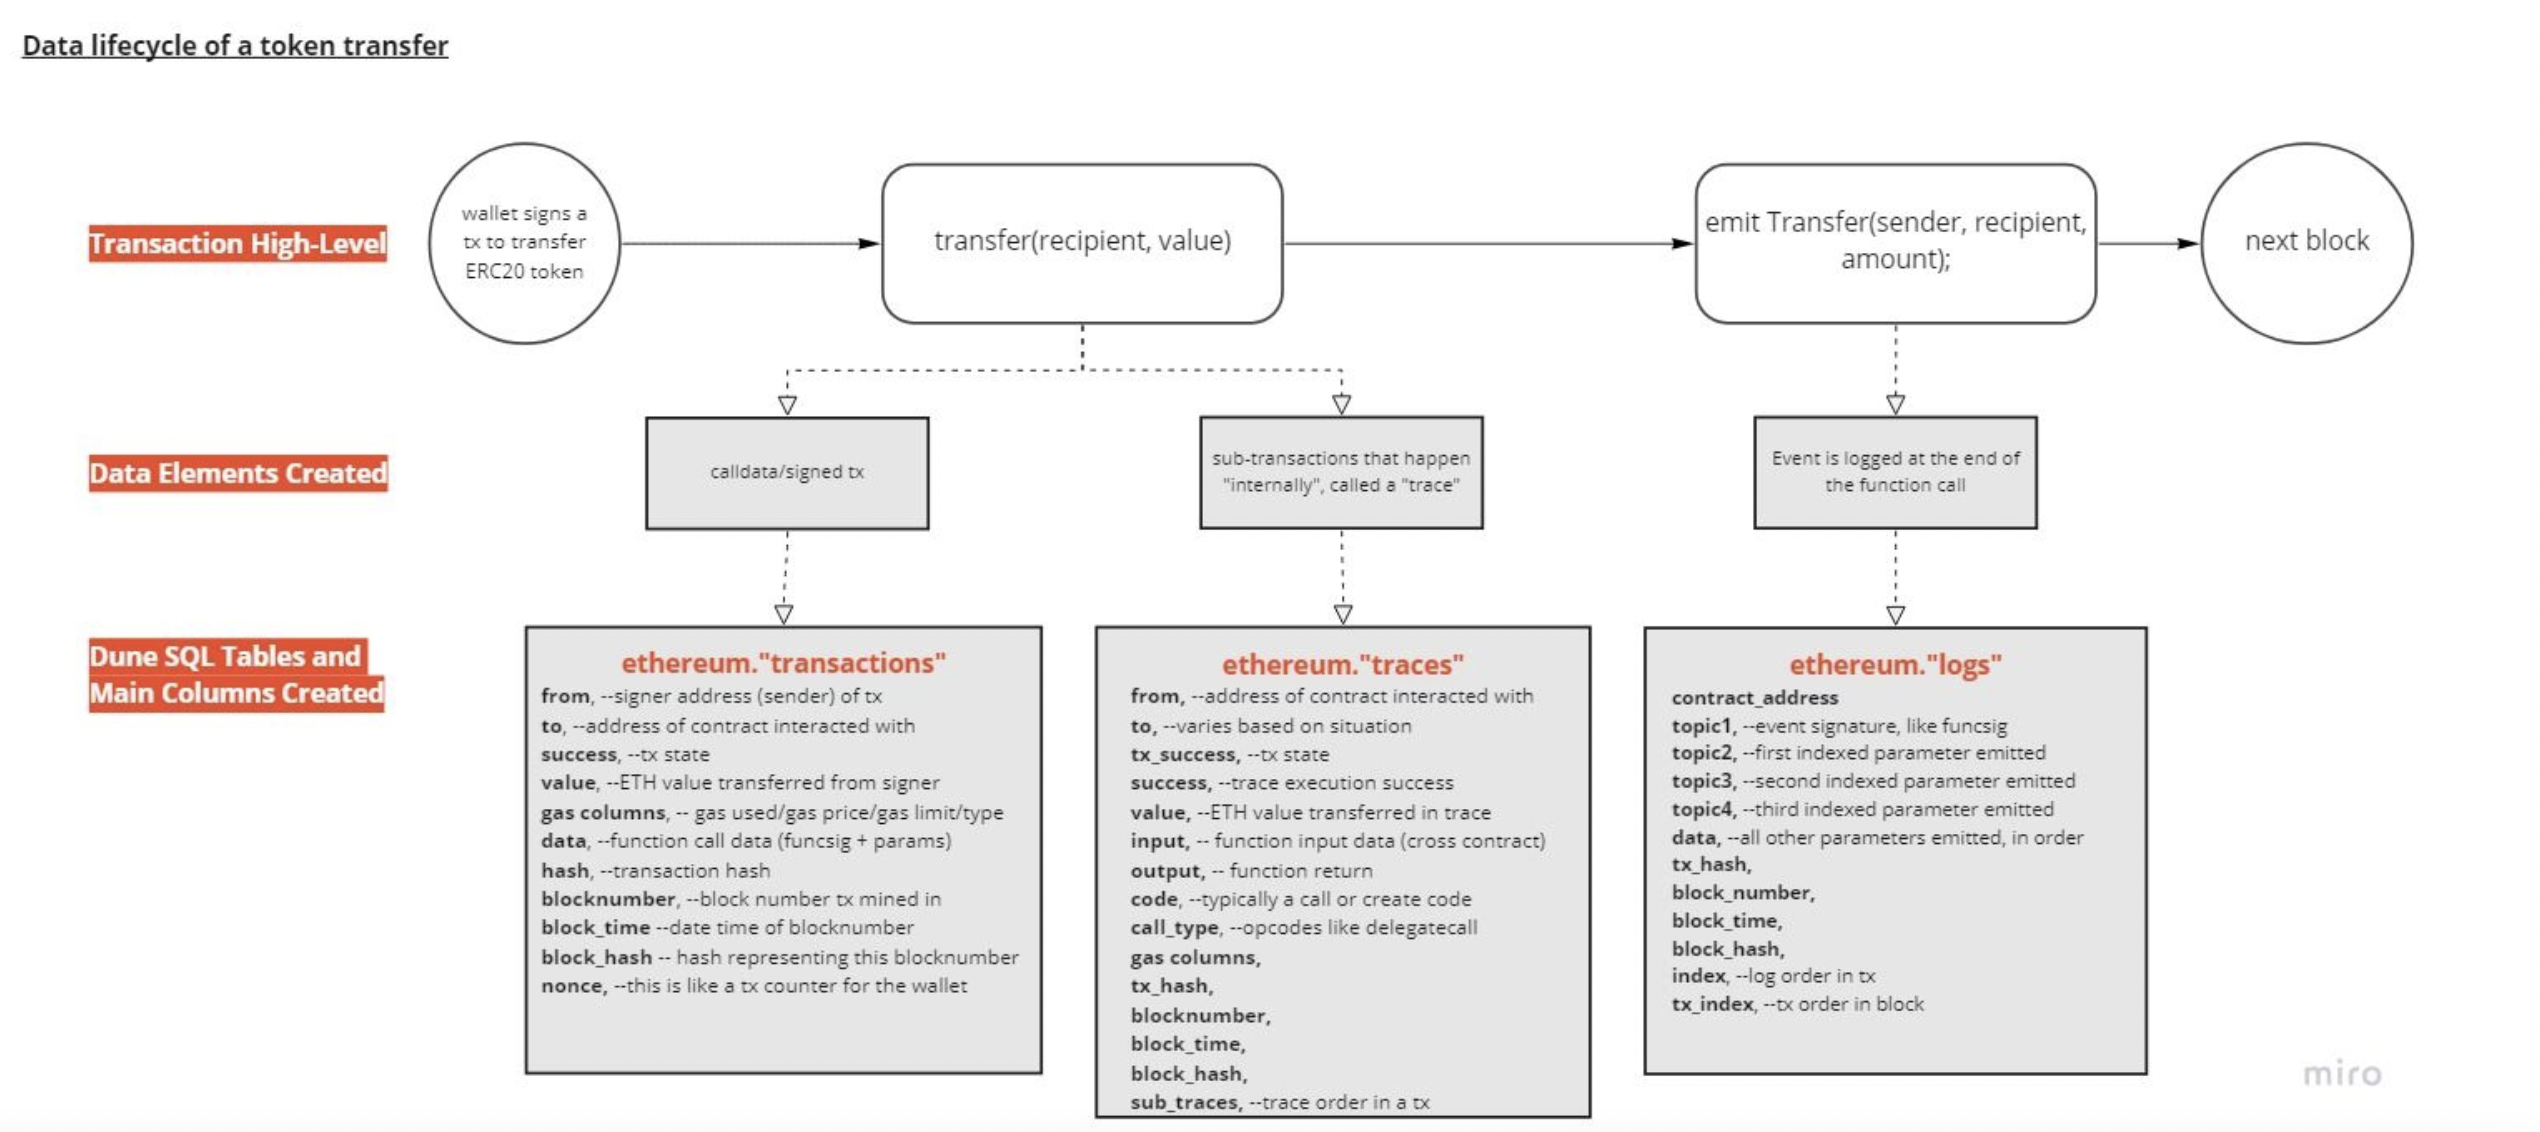 Data lifecycle of a token transfer
Transaction High-Level
wallet signs a
tx to transfer
ERC20 token
transfer(recipient, value)
emit Transfer(sender, recipient,
amount);
next block
Data Elements Created
calldata/signed tx
sub-transactions that happen
"internally", called a "trace"
Event is logged at the end of
the function call
Dune SQL Tables and
Main Columns Created
ethereum."transactions"
from, --signer address (sender) of tx
to, --address of contract interacted with
success, --tx state
value, --ETH value transferred from signer
gas columns, -- gas used/gas price/gas limit/type
data, --function call data (funcsig + params)
hash, --transaction hash
blocknumber, --block number tx mined in
block_time --date time of blocknumber
block_hash -- hash representing this blocknumber
nonce, --this is like a tx counter for the wallet
ethereum."traces"
from, --address of contract interacted with
to, --varies based on situation
tx_success, --tx state
success, --trace execution success
value, --ETH value transferred in trace
input, -- function input data (cross contract)
output, -- function return
code, --typically a call or create code
call_type, --opcodes like delegatecall
gas columns,
tx_hash,
blocknumber,
block_time,
block_hash,
sub_traces, --trace order in a tx
ethereum."logs"
contract_address
topic1, --event signature, like funcsig
topic2, --first indexed parameter emitted
topic3, --second indexed parameter emitted
topic4, --third indexed parameter emitted
data, --all other parameters emitted, in order
tx_hash,
block_number,
block_time,
block_hash,
index, --log order in tx
tx_index, --tx order in block
miro